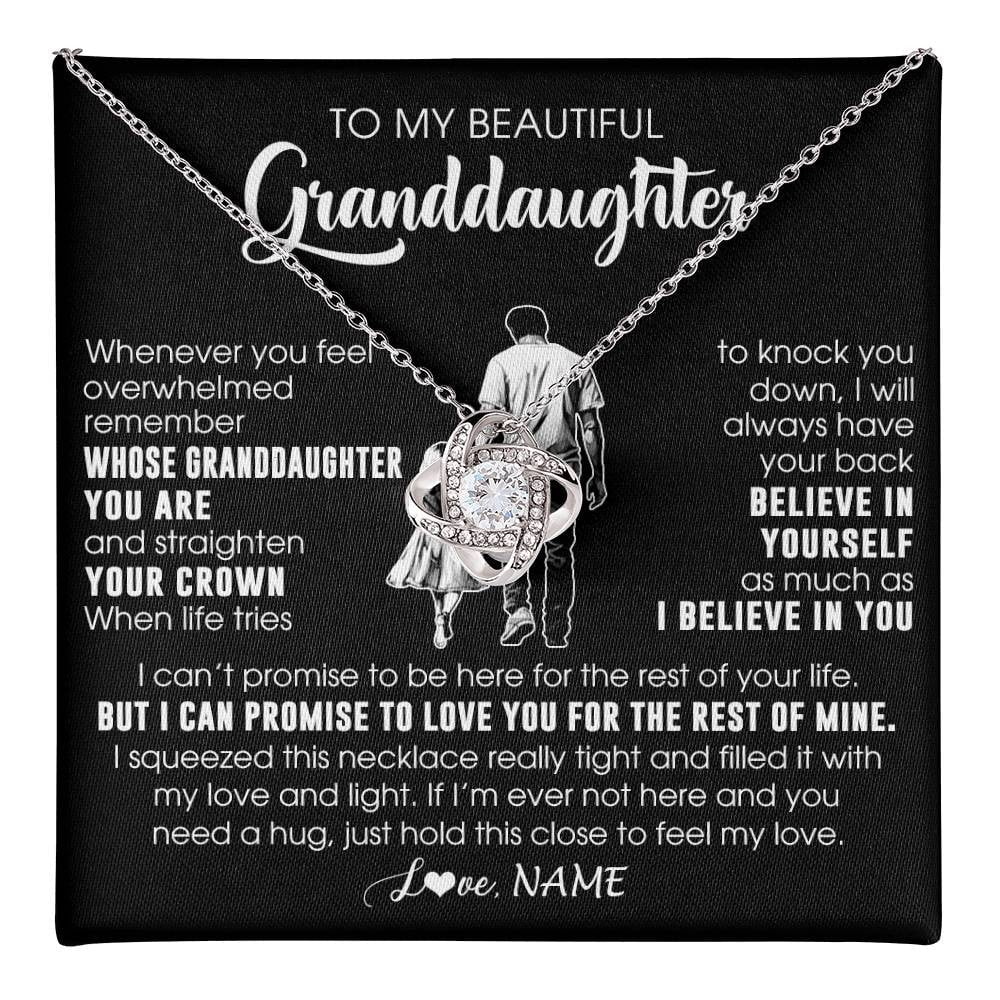 TO MY BEAUTIFUL
Granddaughter
Whenever you feel
overwhelmed
remember
WHOSE GRANDDAUGHTER
YOU ARE
and straighten
YOUR CROWN
When life tries
to knock you
down, I will
always have
your back
BELIEVE IN
YOURSELF
as much as
I BELIEVE IN YOU
I can't promise to be here for the rest of your life.
BUT I CAN PROMISE TO LOVE YOU FOR THE REST OF MINE.
I squeezed this necklace really tight and filled it with
my love and light. If I'm ever not here and you
need a hug, just hold this close to feel my love.
Love, NAME